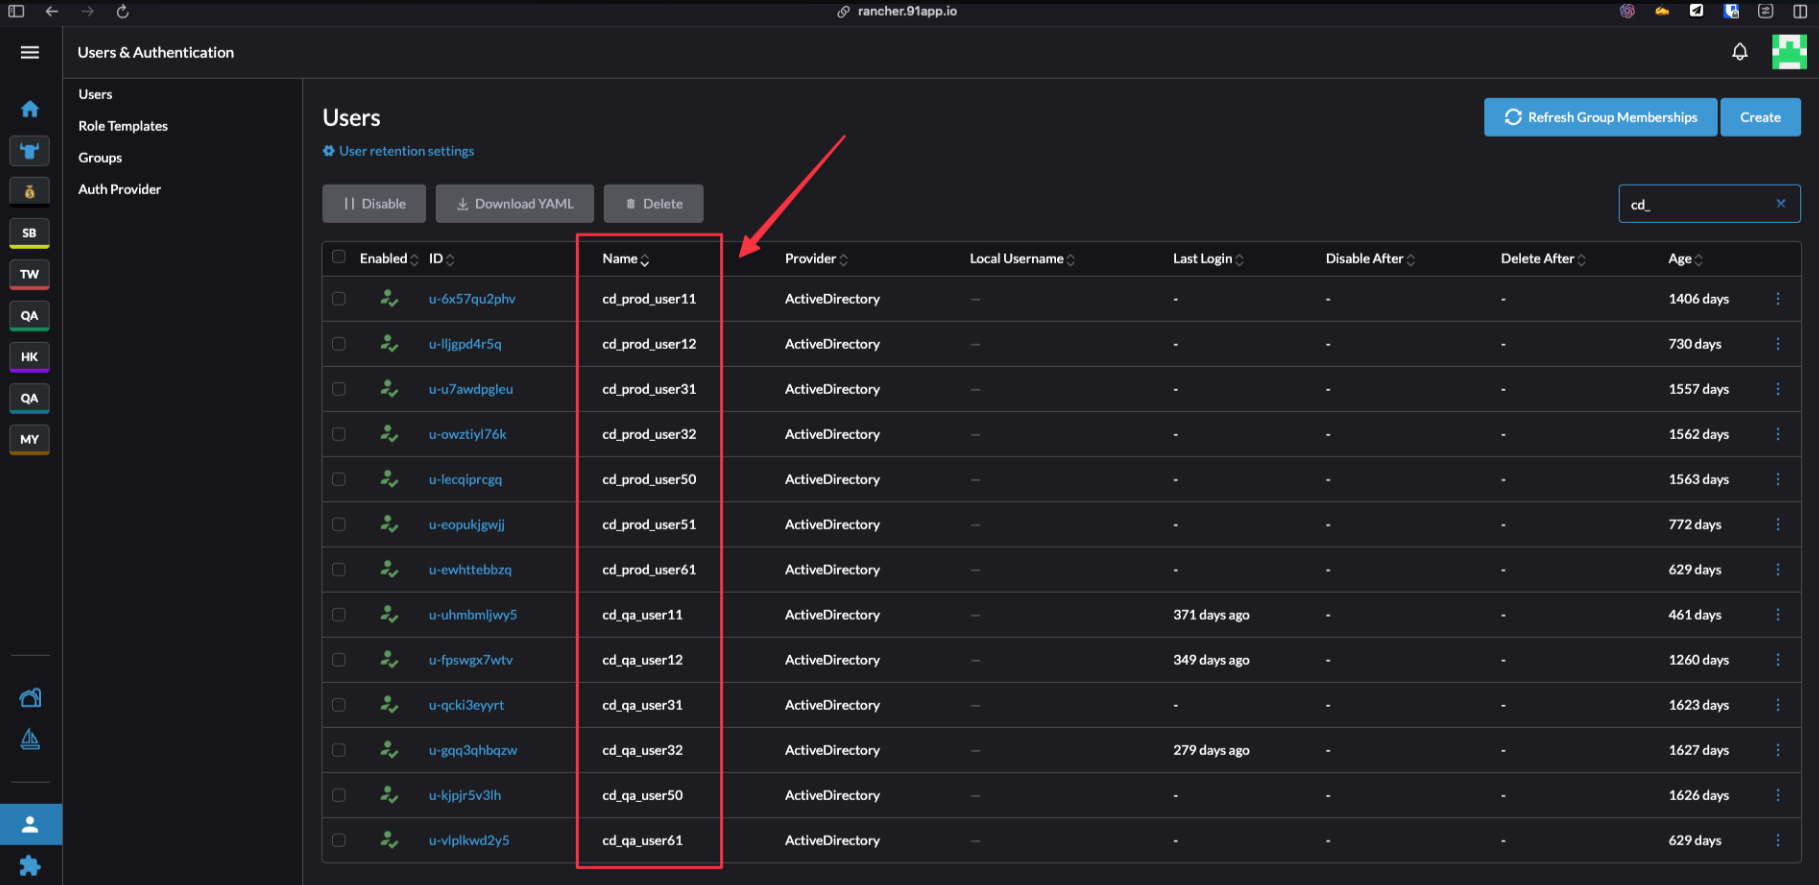 rancher.91app.io
Users & Authentication
Users
Role Templates
Groups
Auth Provider
SB
TW
QA
HK
QA
MY
Users
User retention settings
Refresh Group Memberships
Create
Disable
Download YAML
Delete
cd_
Enabled ID Name Provider Local Username Last Login Disable After Delete After Age
u-6x57qu2phv cd_prod_user11 ActiveDirectory — - - - 1406 days
u-lljgpd4r5q cd_prod_user12 ActiveDirectory — - - - 730 days
u-u7awdpgleu cd_prod_user31 ActiveDirectory — - - - 1557 days
u-owztiyl76k cd_prod_user32 ActiveDirectory — - - - 1562 days
u-lecqiprcgq cd_prod_user50 ActiveDirectory — - - - 1563 days
u-eopukjgwjj cd_prod_user51 ActiveDirectory — - - - 772 days
u-ewhttebbzq cd_prod_user61 ActiveDirectory — - - - 629 days
u-uhmbmljwy5 cd_qa_user11 ActiveDirectory — 371 days ago - - 461 days
u-fpswgx7wtv cd_qa_user12 ActiveDirectory — 349 days ago - - 1260 days
u-qcki3eyyrt cd_qa_user31 ActiveDirectory — - - - 1623 days
u-gqq3qhbqzw cd_qa_user32 ActiveDirectory — 279 days ago - - 1627 days
u-kjpjr5v3lh cd_qa_user50 ActiveDirectory — - - - 1626 days
u-vlplkwd2y5 cd_qa_user61 ActiveDirectory — - - - 629 days